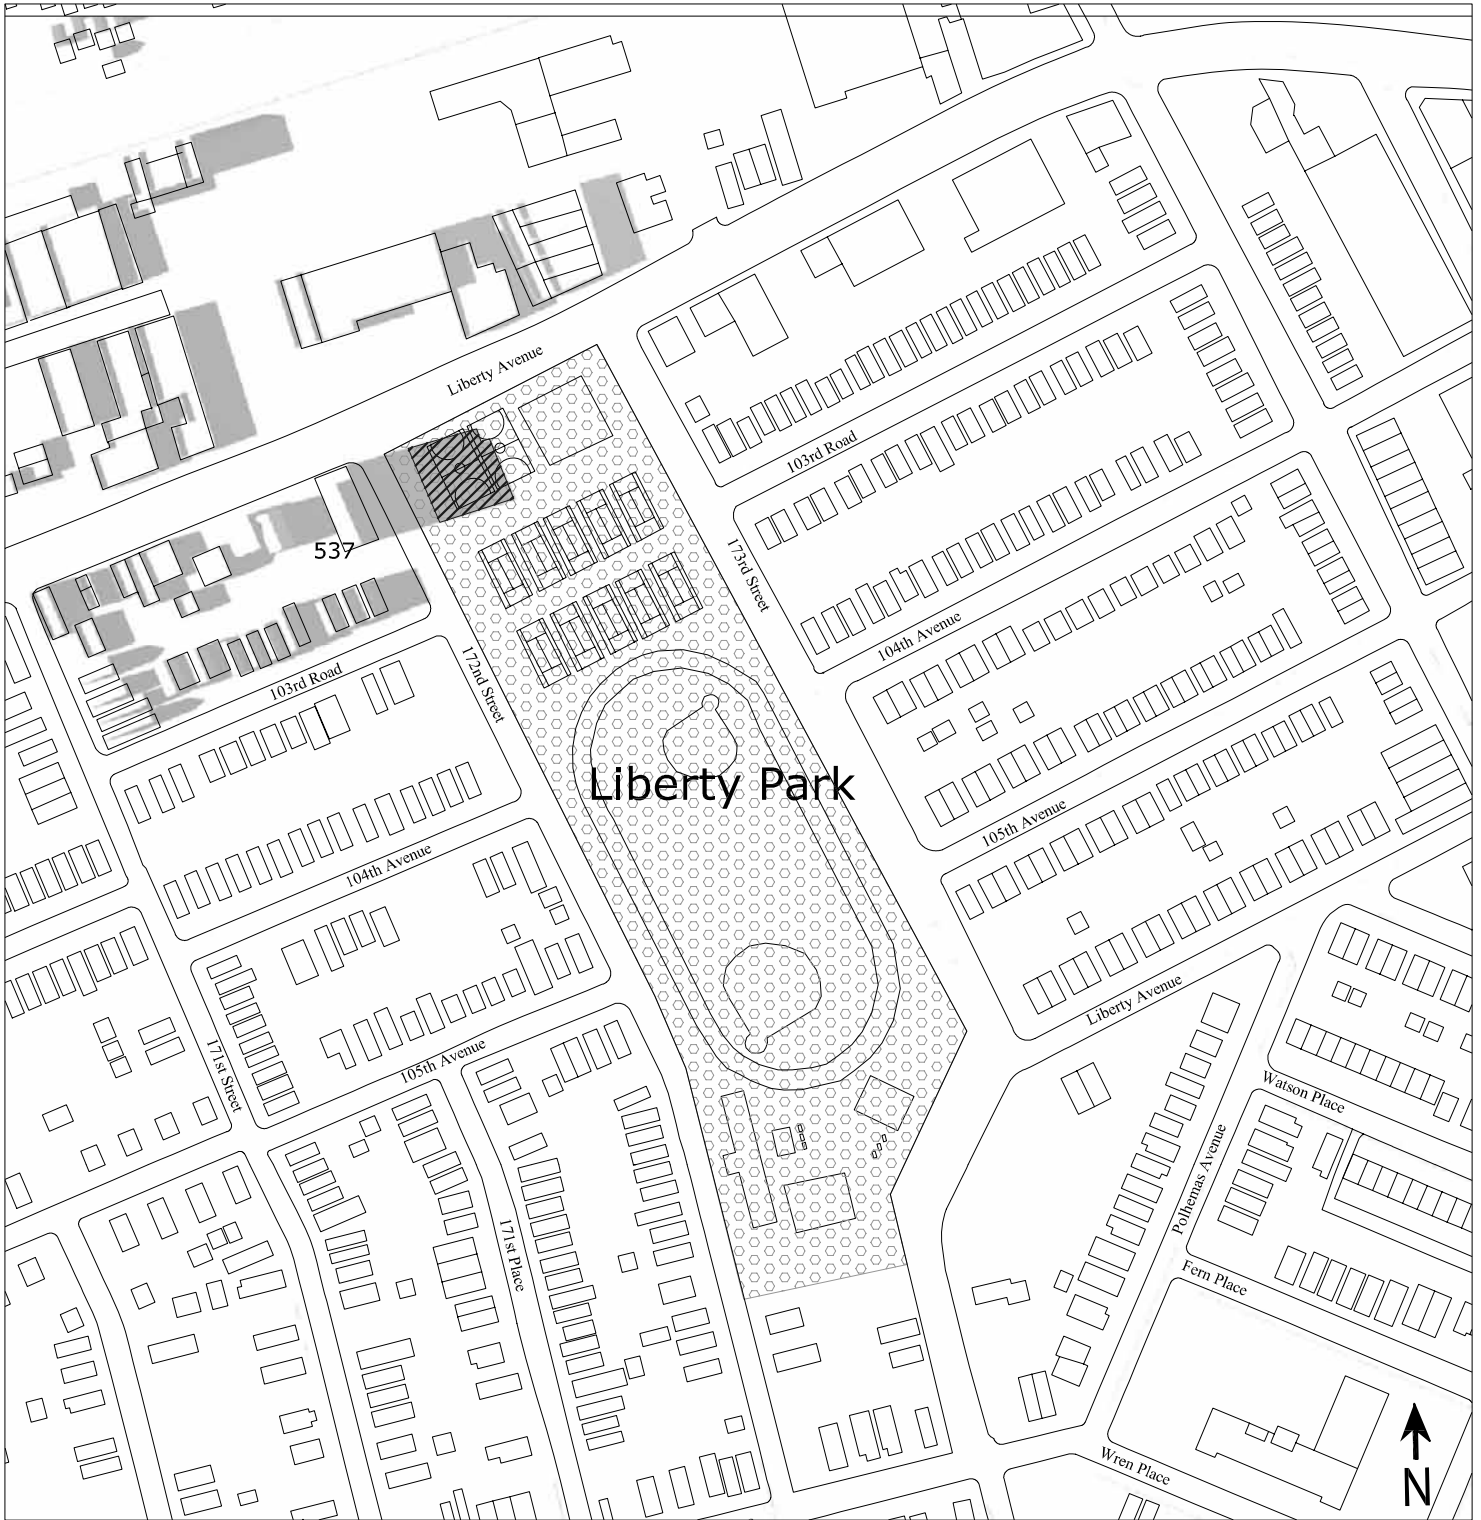 Liberty Avenue
103rd Road
537
173rd Street
104th Avenue
172nd Street
103rd Road
Liberty Park
105th Avenue
104th Avenue
Liberty Avenue
105th Avenue
171st Street
Watson Place
Polhemas Avenue
171st Place
Fern Place
Wren Place
N